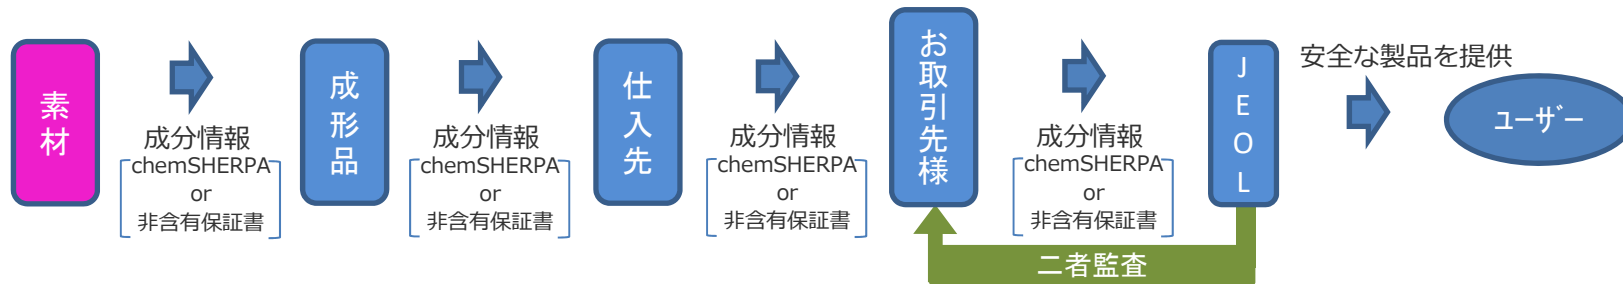 素材
成分情報
chemSHERPA
or
非含有保証書
成形品
成分情報
chemSHERPA
or
非含有保証書
仕入先
成分情報
chemSHERPA
or
非含有保証書
お取引先様
成分情報
chemSHERPA
or
非含有保証書
JEOL
安全な製品を提供
ユーザー
二者監査